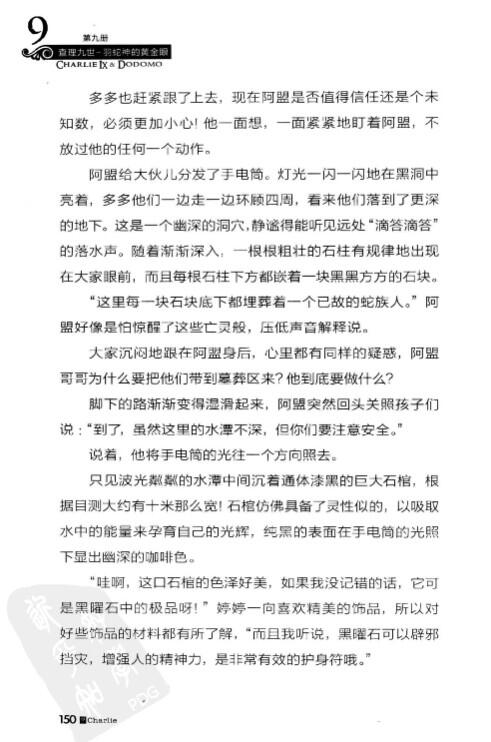 9
第九册
查理九世-羽蛇神的黄金眼
CHARLIE IX & DODOMO
多多也赶紧跟了上去，现在阿盟是否值得信任还是个未
知数，必须更加小心！他一面想，一面紧紧地盯着阿盟，不
放过他的任何一个动作。
阿盟给大伙儿分发了手电筒。灯光一闪一闪地在黑洞中
亮着，多多他们一边走一边环顾四周，看来他们落到了更深
的地下。这是一个幽深的洞穴，静谧得能听见远处“滴答滴答”
的落水声。随着渐渐深入，一根根粗壮的石柱有规律地出现
在大家眼前，而且每根石柱下方都嵌着一块黑黑方方的石块。
“这里每一块石块底下都埋葬着一个已故的蛇族人。”阿
盟好像是怕惊醒了这些亡灵般，压低声音解释说。
大家沉闷地跟在阿盟身后，心里都有同样的疑惑，阿盟
哥哥为什么要把他们带到墓葬区来？他到底要做什么？
脚下的路渐渐变得湿滑起来，阿盟突然回头关照孩子们
说：“到了，虽然这里的水潭不深，但你们要注意安全。”
说着，他将手电筒的光往一个方向照去。
只见波光粼粼的水潭中间沉着通体漆黑的巨大石棺，根
据目测大约有十米那么宽！石棺仿佛具备了灵性似的，以吸取
水中的能量来孕育自己的光辉，纯黑的表面在手电筒的光照
下显出幽深的咖啡色。
“哇啊，这口石棺的色泽好美，如果我没记错的话，它可
是黑曜石中的极品呀！”婷婷一向喜欢精美的饰品，所以对
好些饰品的材料都有所了解，“而且我听说，黑曜石可以辟邪
挡灾，增强人的精神力，是非常有效的护身符哦。”
PDG
150 Charlie